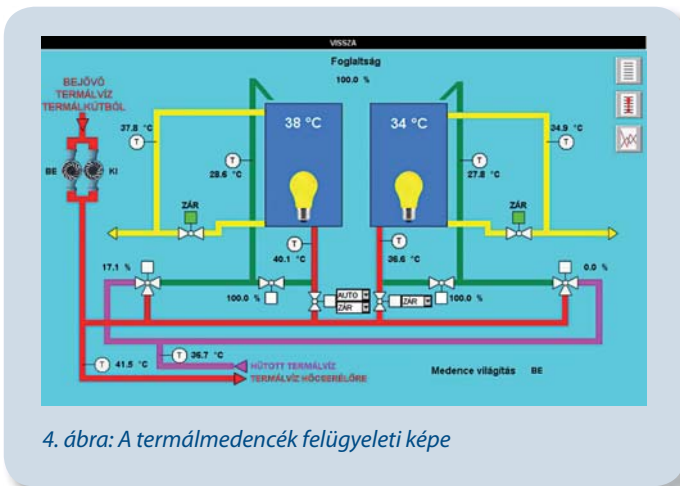 VISSZA
Foglaltság
100.0 %
BEJÖVŐ
TERMÁLVÍZ
TERMÁLKÚTBÓL
37.8 °C
T
BE
KI
28.6 °C
T
38 °C
34 °C
T
27.8 °C
34.9 °C
T
ZÁR
ZÁR
T
40.1 °C
T
36.6 °C
17.1 %
100.0 %
AUTO
ZÁR
ZÁR
100.0 %
0.0 %
T 41.5 °C
T 36.7 °C
HŰTOTT TERMÁLVÍZ
TERMÁLVÍZ HŐCSERÉLŐRE
Medence világítás BE
4. ábra: A termálmedencék felügyeleti képe